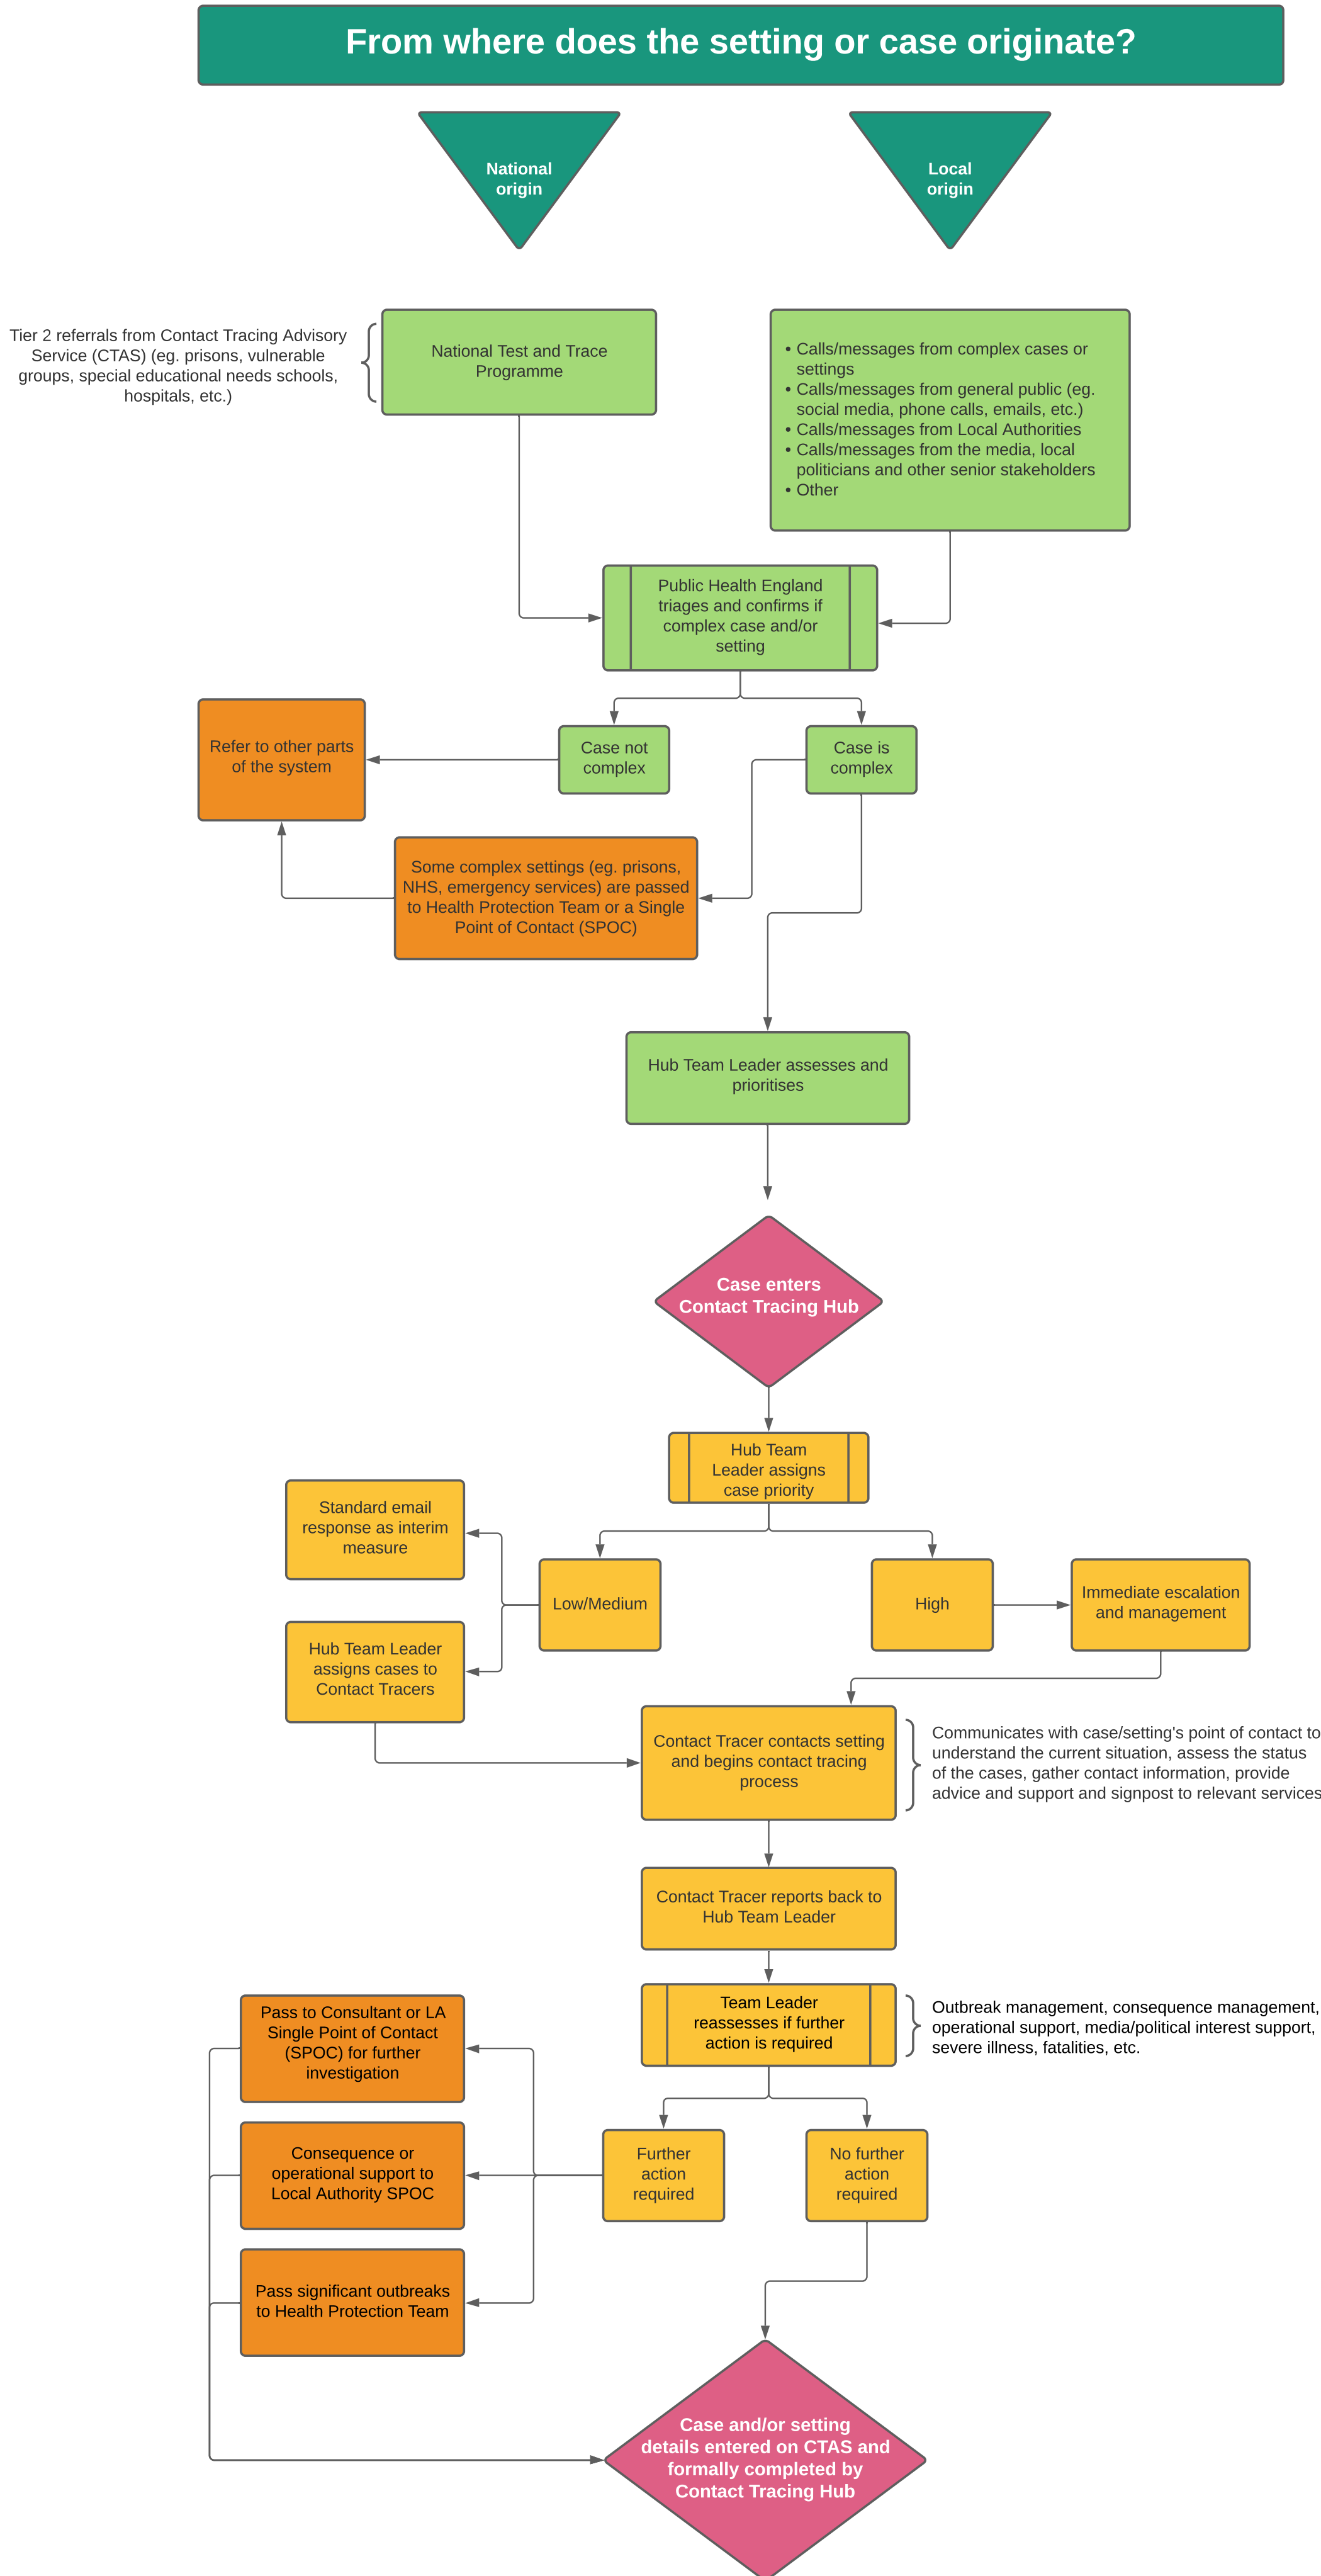 From where does the setting or case originate?
National
origin
Local
origin
Tier 2 referrals from Contact Tracing Advisory
Service (CTAS) (eg. prisons, vulnerable
groups, special educational needs schools,
hospitals, etc.)
National Test and Trace
Programme
• Calls/messages from complex cases or
settings
• Calls/messages from general public (eg.
social media, phone calls, emails, etc.)
• Calls/messages from Local Authorities
• Calls/messages from the media, local
politicians and other senior stakeholders
• Other
Public Health England
triages and confirms if
complex case and/or
setting
Refer to other parts
of the system
Case not
complex
Case is
complex
Some complex settings (eg. prisons,
NHS, emergency services) are passed
to Health Protection Team or a Single
Point of Contact (SPOC)
Hub Team Leader assesses and
prioritises
Case enters
Contact Tracing Hub
Hub Team
Leader assigns
case priority
Standard email
response as interim
measure
Low/Medium
High
Immediate escalation
and management
Hub Team Leader
assigns cases to
Contact Tracers
Contact Tracer contacts setting
and begins contact tracing
process
Communicates with case/setting's point of contact to
understand the current situation, assess the status
of the cases, gather contact information, provide
advice and support and signpost to relevant services
Contact Tracer reports back to
Hub Team Leader
Team Leader
reassesses if further
action is required
Outbreak management, consequence management,
operational support, media/political interest support,
severe illness, fatalities, etc.
Pass to Consultant or LA
Single Point of Contact
(SPOC) for further
investigation
Consequence or
operational support to
Local Authority SPOC
Further
action
required
No further
action
required
Pass significant outbreaks
to Health Protection Team
Case and/or setting
details entered on CTAS and
formally completed by
Contact Tracing Hub